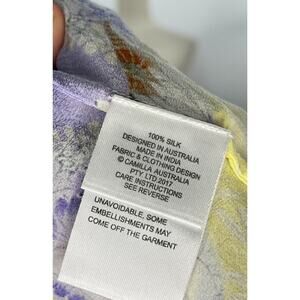 100% SILK
DESIGNED IN AUSTRALIA
MADE IN INDIA
FABRIC & CLOTHING DESIGN
© CAMILLA AUSTRALIA
PTY. LTD 2017
CARE INSTRUCTIONS
SEE REVERSE
UNAVOIDABLE, SOME
EMBELLISHMENTS MAY
COME OFF THE GARMENT